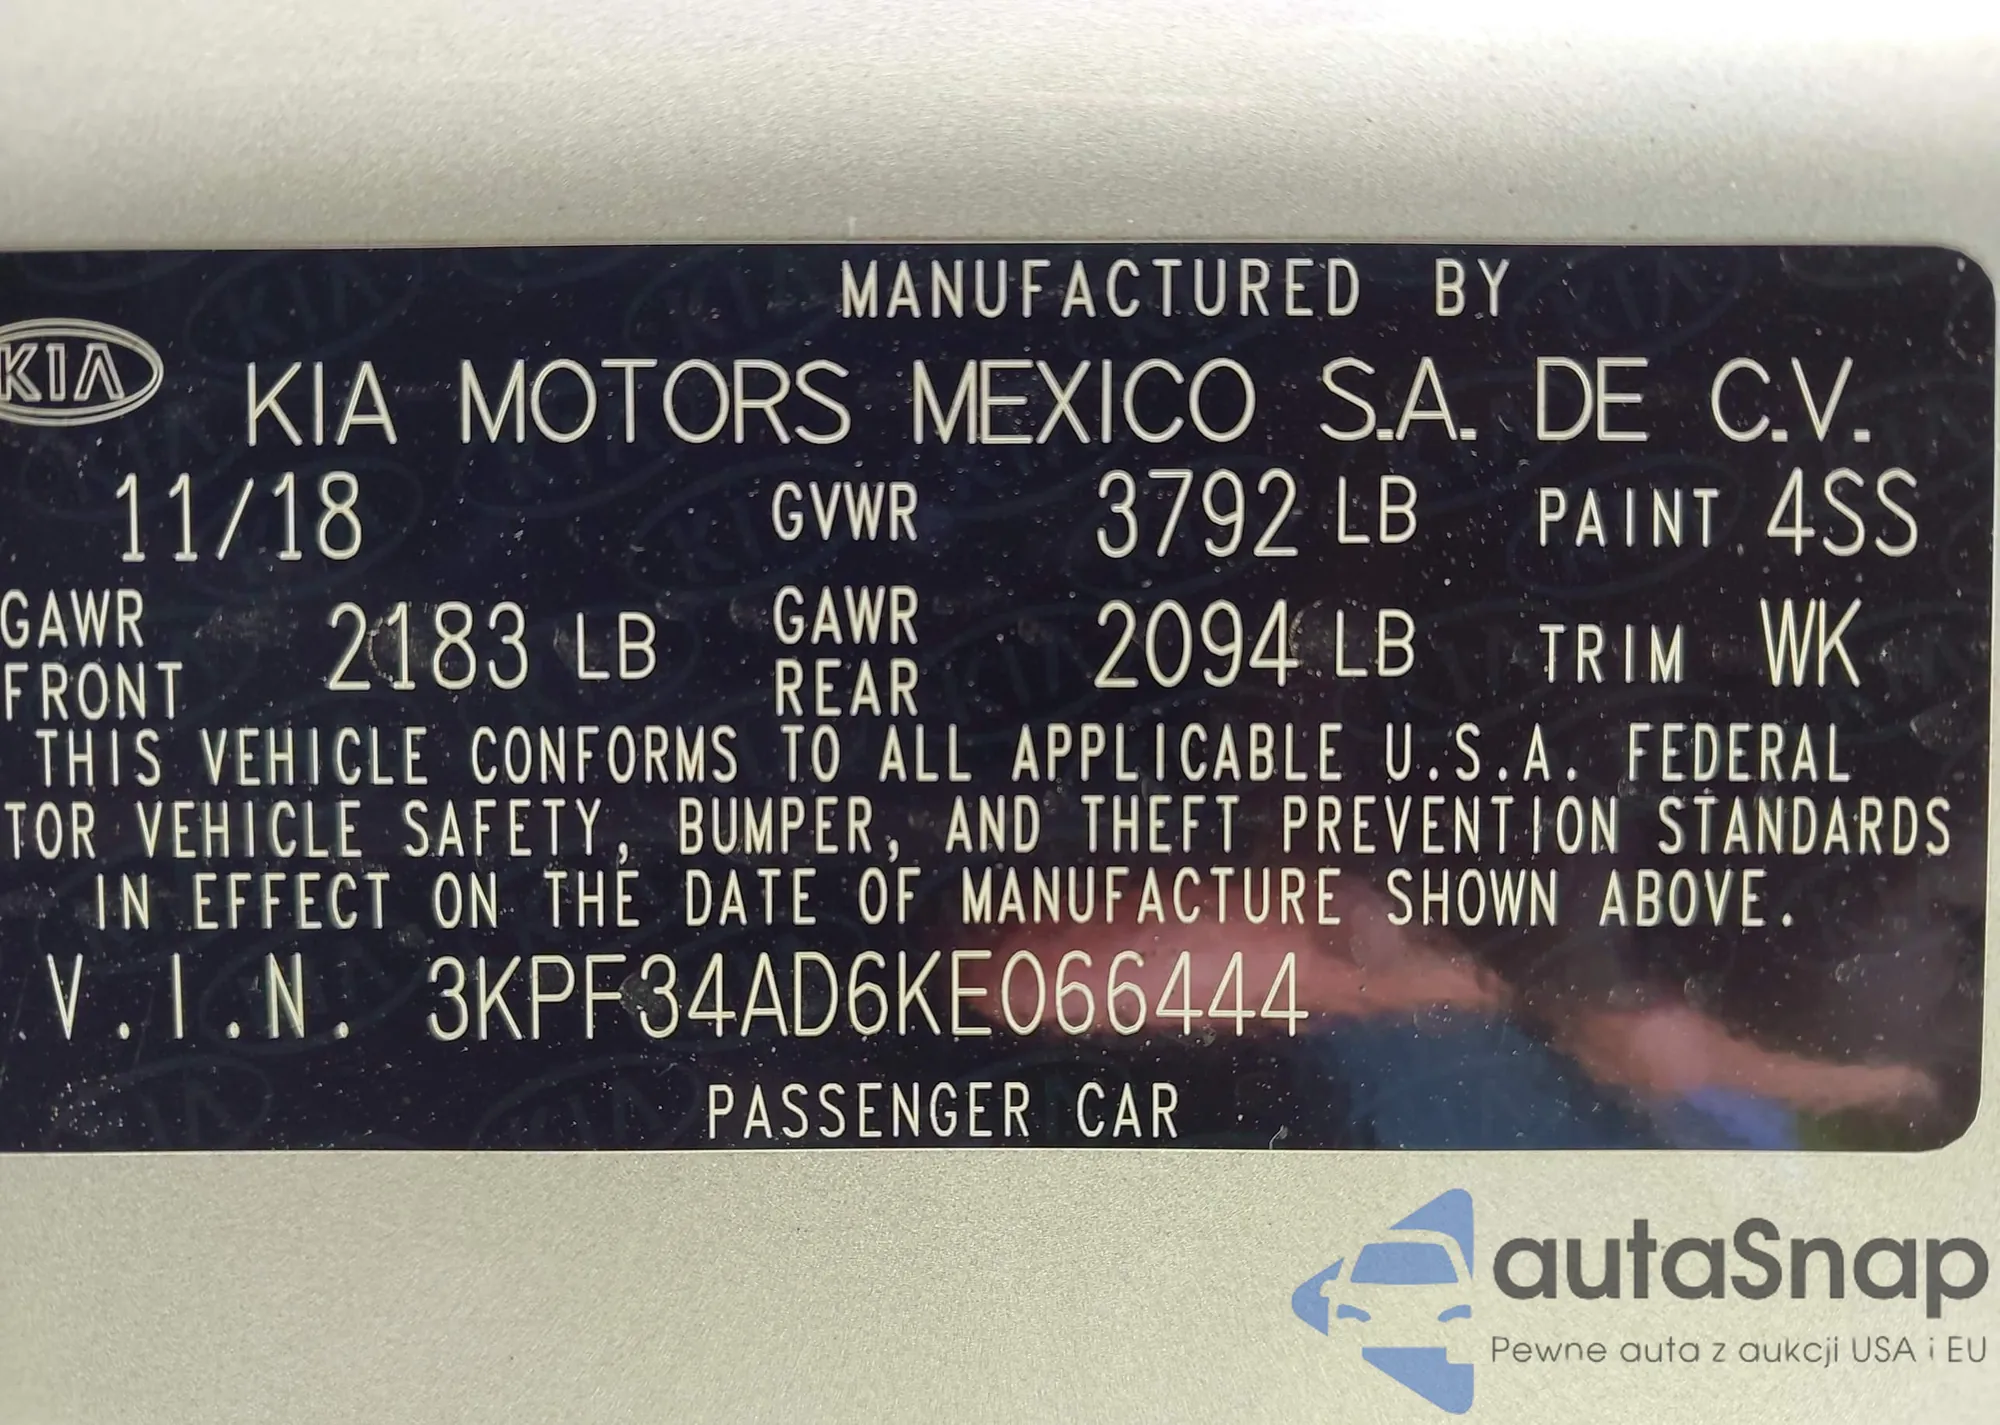 MANUFACTURED BY
KIA KIA MOTORS MEXICO S.A. DE C.V.
11/18 GVWR 3792 LB PAINT 4SS
GAWR FRONT 2183 LB GAWR REAR 2094 LB TRIM WK
THIS VEHICLE CONFORMS TO ALL APPLICABLE U.S.A. FEDERAL
TOR VEHICLE SAFETY, BUMPER, AND THEFT PREVENTION STANDARDS
IN EFFECT ON THE DATE OF MANUFACTURE SHOWN ABOVE.
V.I.N. 3KPF34AD6KE066444
PASSENGER CAR
autaSnap
Pewne auta z aukcji USA i EU